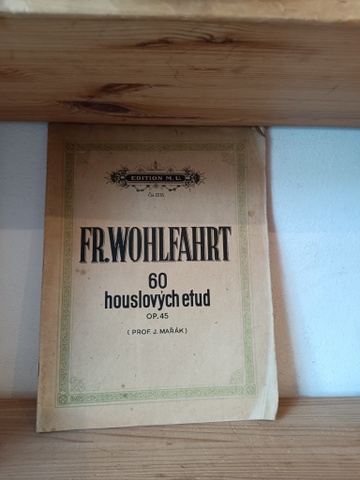 EDITION M. U.
FR. WOHLFAHRT
60
houslových etud
OP. 45
( PROF. J. MAŘÁK )